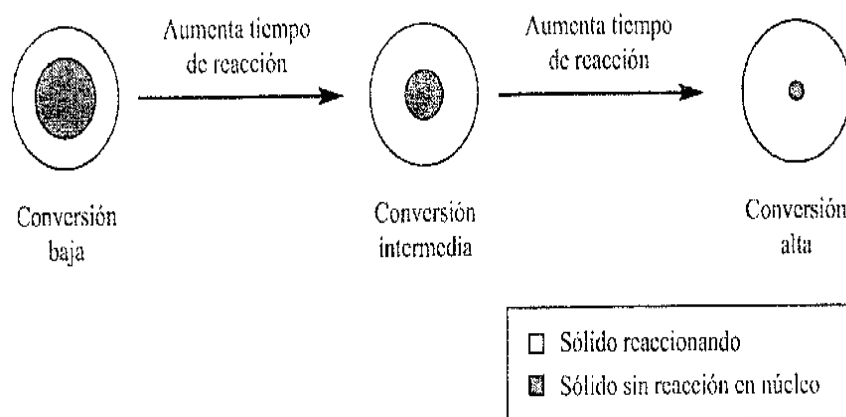 Aumenta tiempo
de reacción
Aumenta tiempo
de reacción
Conversión
baja
Conversión
intermedia
Conversión
alta
Sólido reaccionando
Sólido sin reacción en núcleo